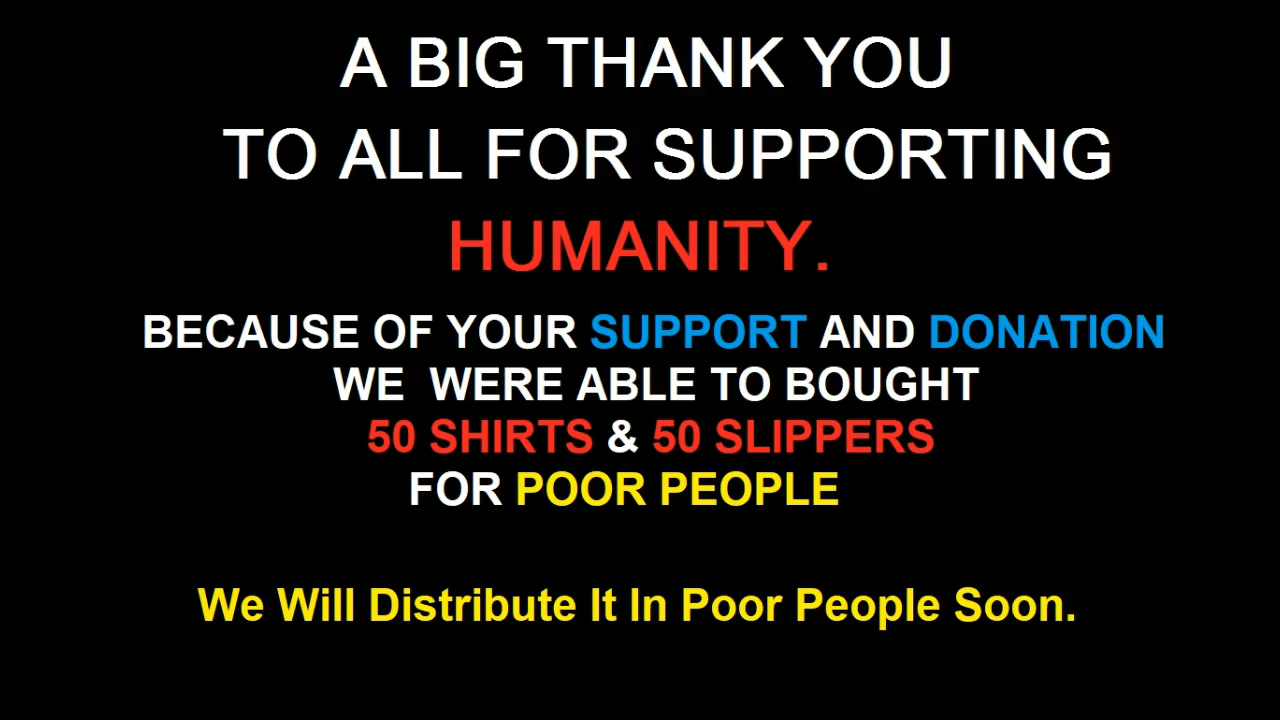 A BIG THANK YOU
TO ALL FOR SUPPORTING
HUMANITY.
BECAUSE OF YOUR SUPPORT AND DONATION
WE WERE ABLE TO BOUGHT
50 SHIRTS & 50 SLIPPERS
FOR POOR PEOPLE
We Will Distribute It In Poor People Soon.